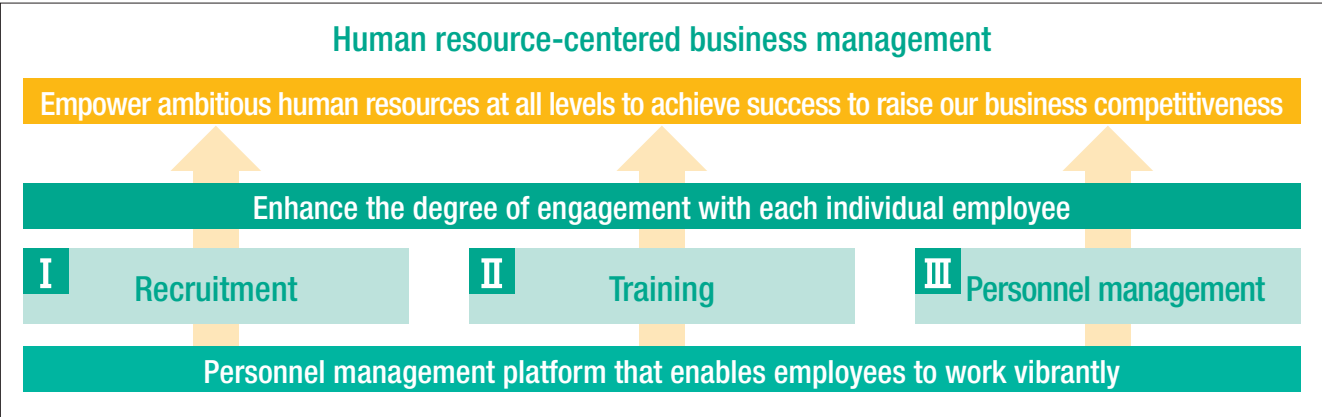 Human resource-centered business management
Empower ambitious human resources at all levels to achieve success to raise our business competitiveness
Enhance the degree of engagement with each individual employee
I
Recruitment
II
Training
III
Personnel management
Personnel management platform that enables employees to work vibrantly